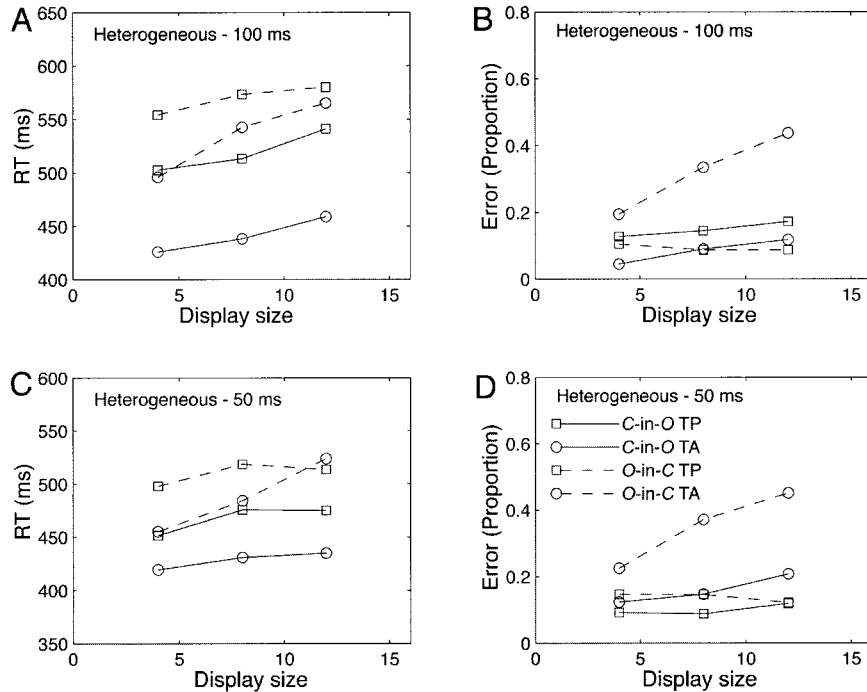 A
Heterogeneous - 100 ms
650
600
550
500
450
400
RT (ms)
0
5
10
15
Display size
B
Heterogeneous - 100 ms
0.8
0.6
0.4
0.2
0
Error (Proportion)
0
5
10
15
Display size
C
Heterogeneous - 50 ms
600
550
500
450
400
350
RT (ms)
0
5
10
15
Display size
D
Heterogeneous - 50 ms
C-in-O TP
C-in-O TA
O-in-C TP
O-in-C TA
0.8
0.6
0.4
0.2
0
Error (Proportion)
0
5
10
15
Display size